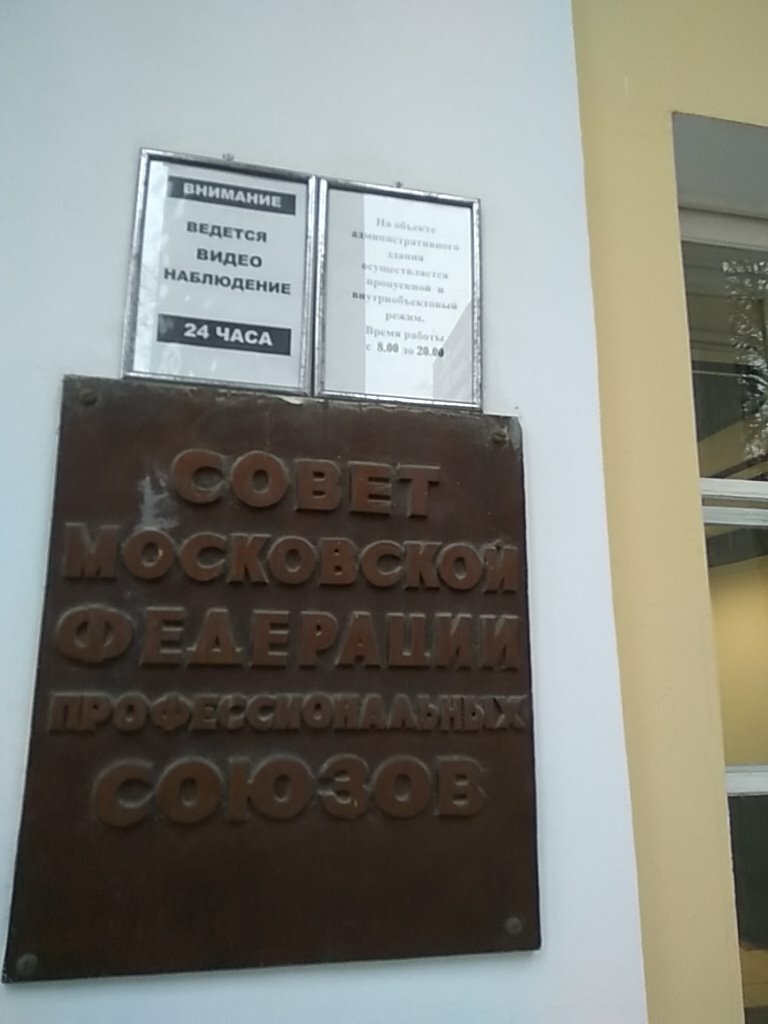 ВНИМАНИЕ
ВЕДЕТСЯ
ВИДЕО
НАБЛЮДЕНИЕ
24 ЧАСА
На объекте
административного
здания
осуществляется
пропускной и
внутриобъектовый
режим.
Время работы
с 8.00 до 20.00
СОВЕТ
МОСКОВСКОЙ
ФЕДЕРАЦИИ
ПРОФЕССИОНАЛЬНЫХ
СОЮЗОВ